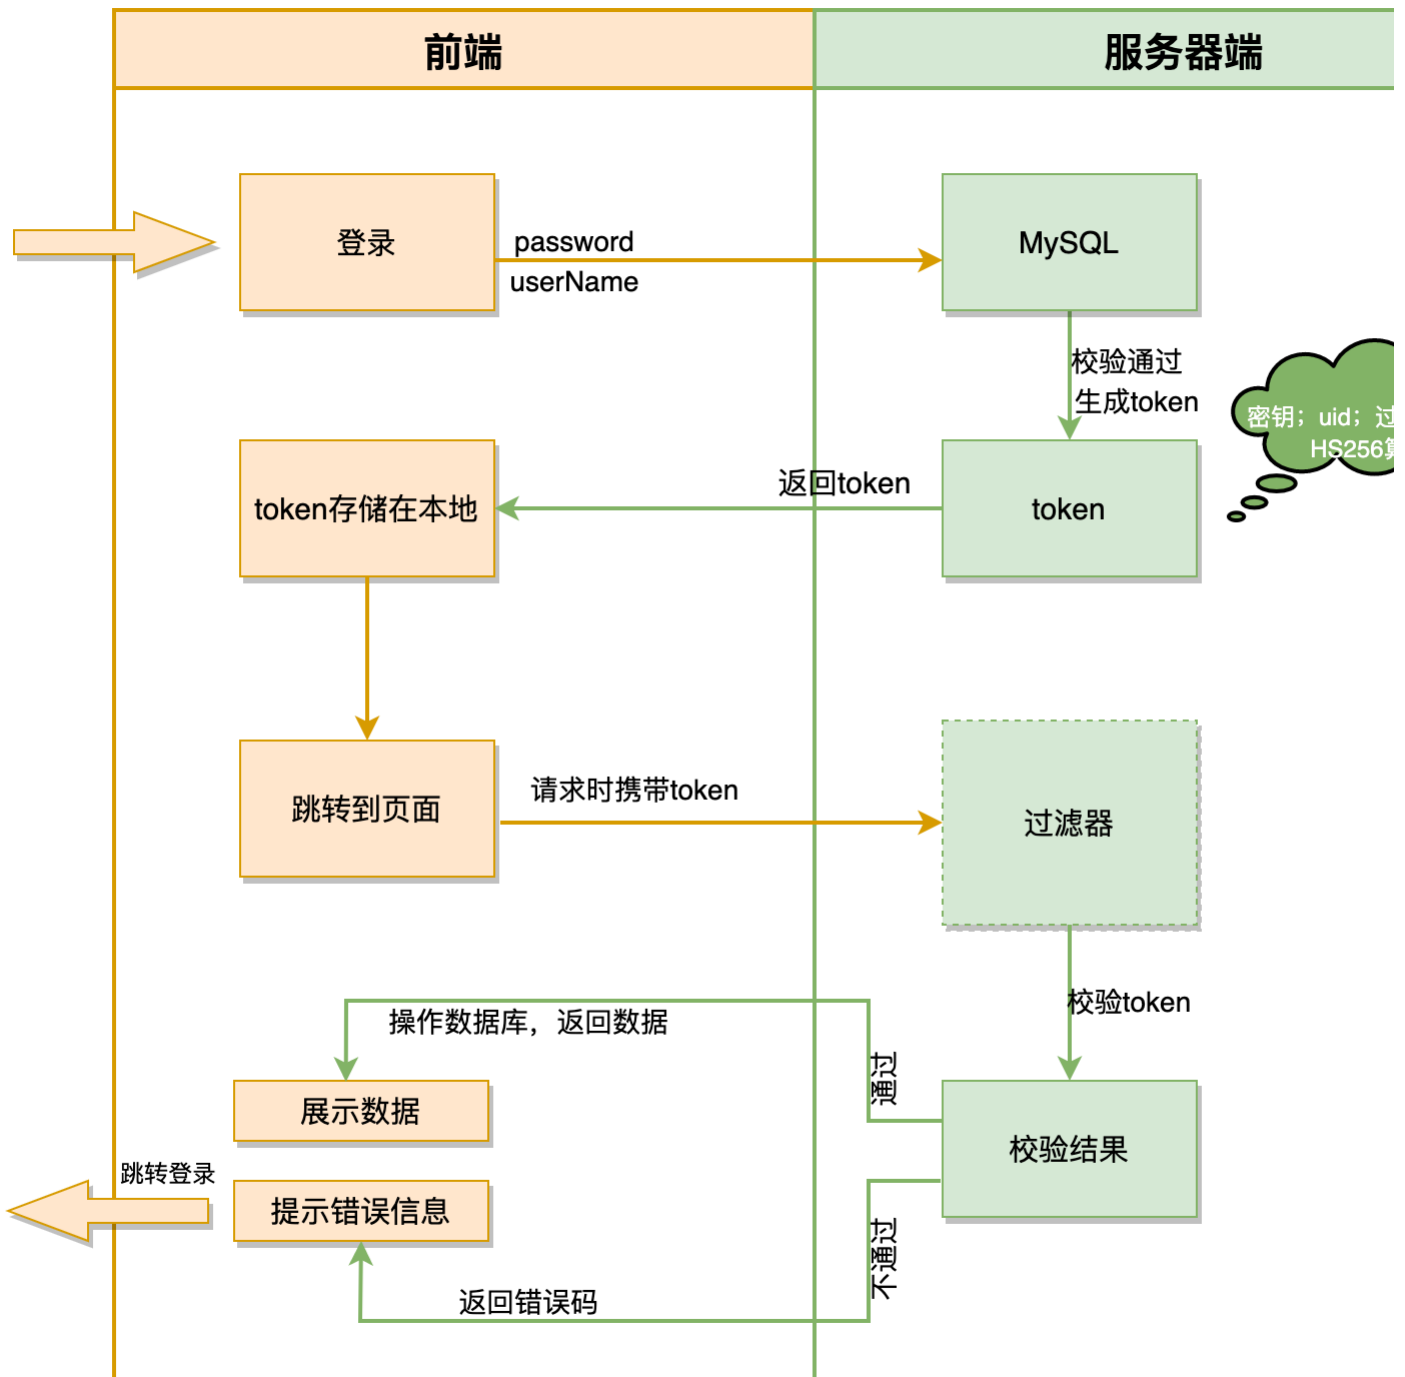 前端
服务器端
登录
password
userName
MySQL
校验通过
生成token
密钥；uid；过
HS256
token存储在本地
返回token
token
跳转到页面
请求时携带token
过滤器
校验token
操作数据库，返回数据
通过
展示数据
校验结果
跳转登录
提示错误信息
不通过
返回错误码